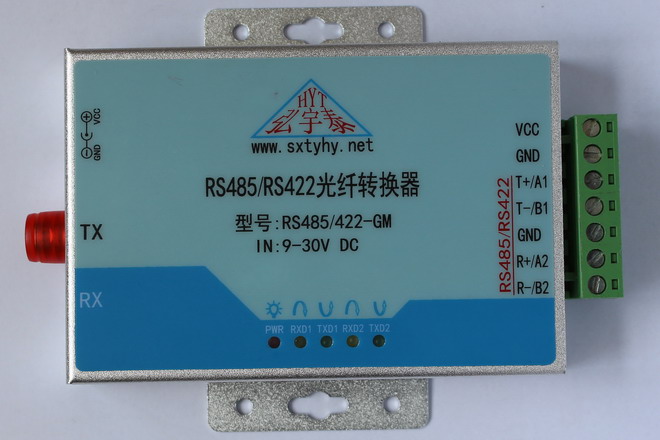 HYT
弘宇泰
www.sxtyhy.net
RS485/RS422光纤转换器
型号:RS485/422-GM
IN:9-30V DC
VCC
GND
TX
RX
PWR RXD1 TXD1 RXD2 TXD2
RS485/RS422
VCC
GND
T+/A1
T-/B1
GND
R+/A2
R-/B2